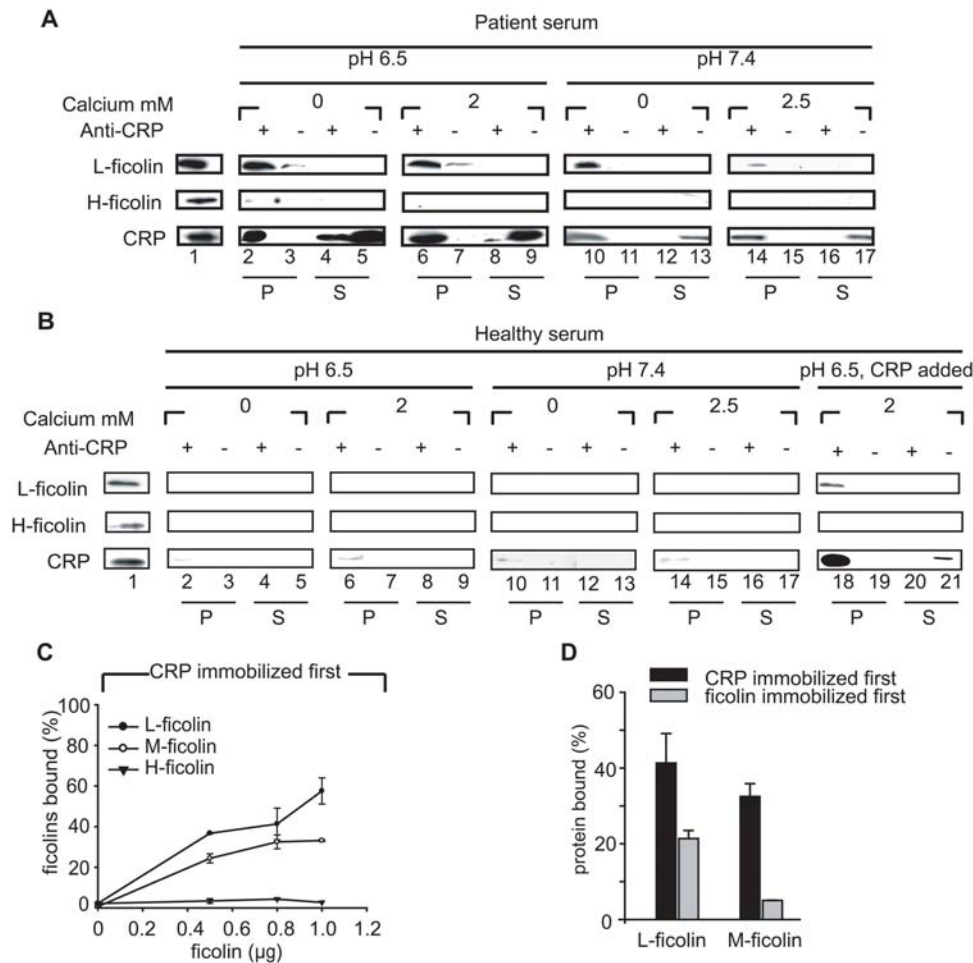 A
Patient serum
pH 6.5 pH 7.4
Calcium mM 0 2 0 2.5
Anti-CRP + - + - + - + - + - + - + - + -
L-ficolin
H-ficolin
CRP
1 2 3 4 5 6 7 8 9 10 11 12 13 14 15 16 17
P S P S P S P S
B
Healthy serum
pH 6.5 pH 7.4 pH 6.5, CRP added
Calcium mM 0 2 0 2.5 2
Anti-CRP + - + - + - + - + - + - + - + - + - + -
L-ficolin
H-ficolin
CRP
1 2 3 4 5 6 7 8 9 10 11 12 13 14 15 16 17 18 19 20 21
P S P S P S P S P S
C
CRP immobilized first
ficolins bound (%)
100
80
60
40
20
0
L-ficolin
M-ficolin
H-ficolin
0 0.2 0.4 0.6 0.8 1.0 1.2
ficolin (µg)
D
CRP immobilized first
ficolin immobilized first
protein bound (%)
60
40
20
0
L-ficolin M-ficolin